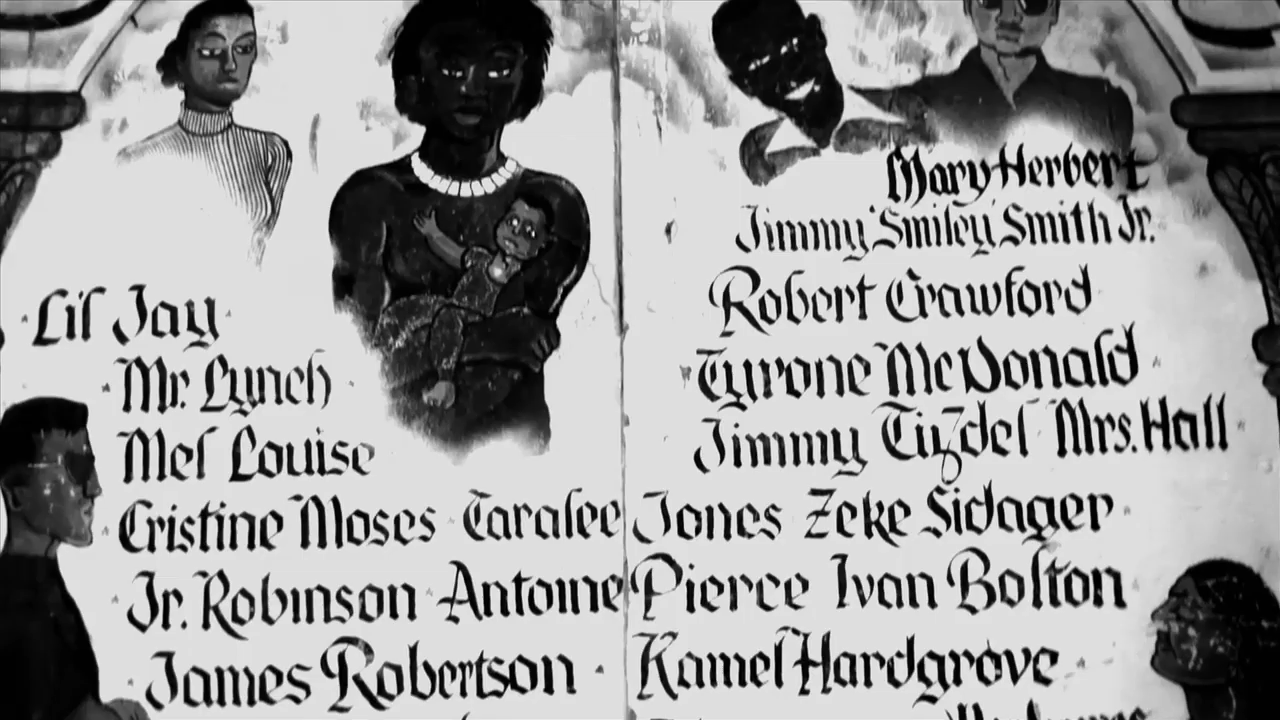 Mary Herbert
Jimmy Smiley Smith Jr.
Robert Crawford
Lil Jay
Mr. Lynch
Tyrone McDonald
Mel Louise
Jimmy Tizdel Mrs. Hall
Cristine Moses · Taralee Jones Zeke Sidager
Jr. Robinson · Antoine Pierce Ivan Bolton
James Robertson · Kamel Hardgrove